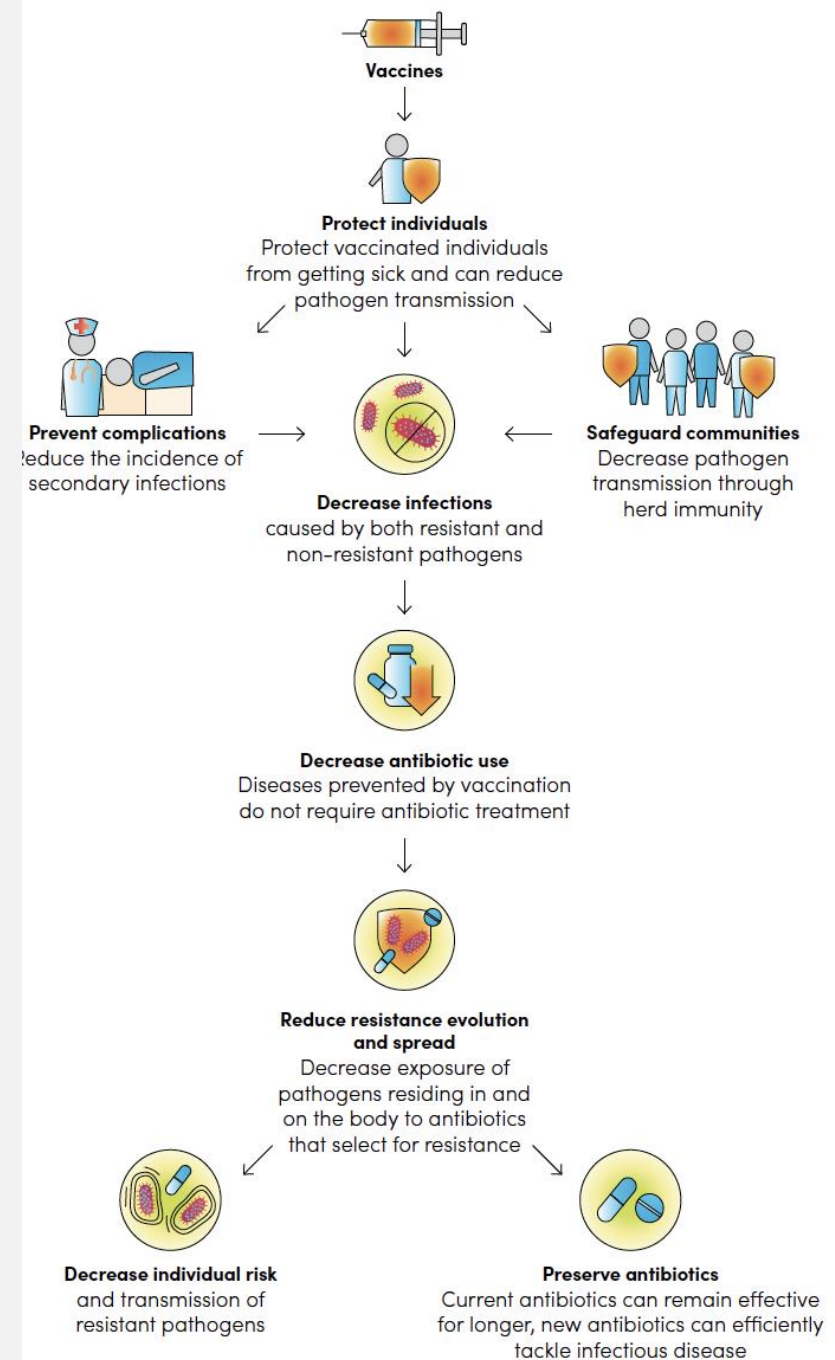 Vaccines
Protect individuals
Protect vaccinated individuals
from getting sick and can reduce
pathogen transmission
Prevent complications
Reduce the incidence of
secondary infections
Safeguard communities
Decrease pathogen
transmission through
herd immunity
Decrease infections
caused by both resistant and
non-resistant pathogens
Decrease antibiotic use
Diseases prevented by vaccination
do not require antibiotic treatment
Reduce resistance evolution
and spread
Decrease exposure of
pathogens residing in and
on the body to antibiotics
that select for resistance
Decrease individual risk
and transmission of
resistant pathogens
Preserve antibiotics
Current antibiotics can remain effective
for longer, new antibiotics can efficiently
tackle infectious disease